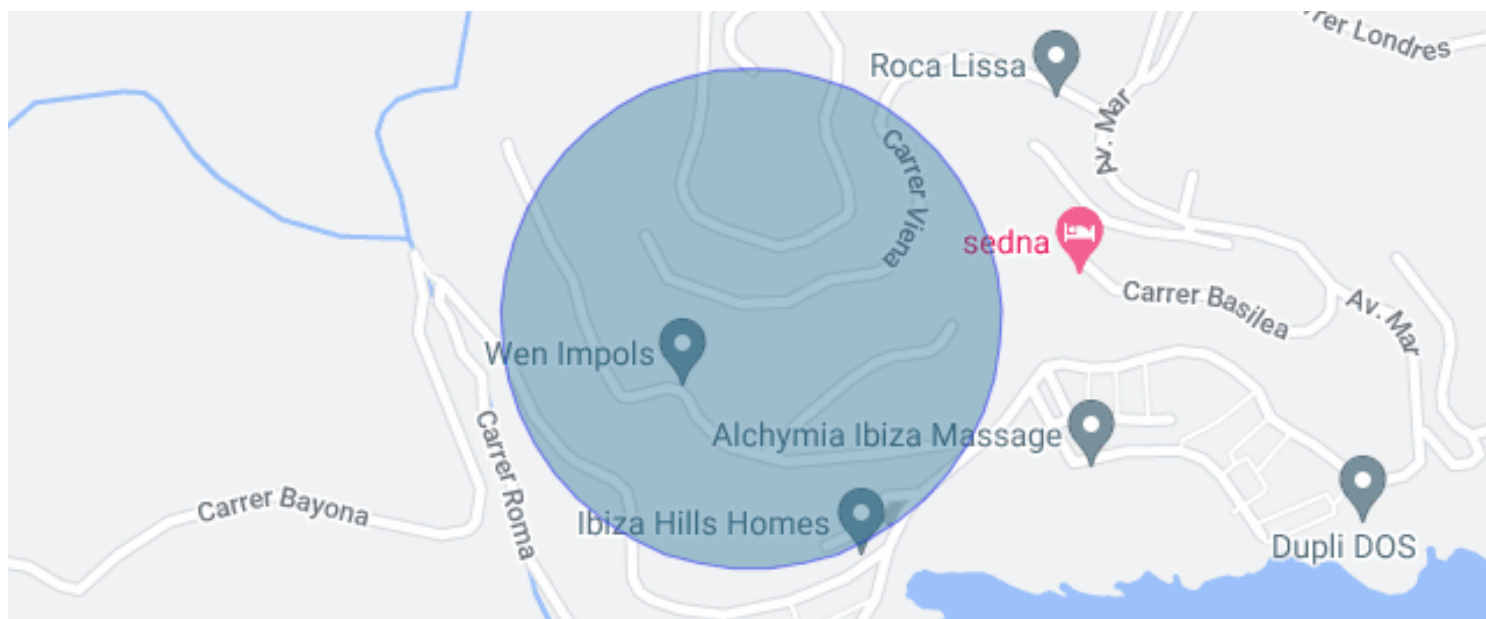 rrer Londres
Roca Lissa
Av. Mar
Carrer Viena
sedna
Carrer Basilea
Av. Mar
Wen Impols
Alchymia Ibiza Massage
Carrer Roma
Carrer Bayona
Ibiza Hills Homes
Dupli DOS